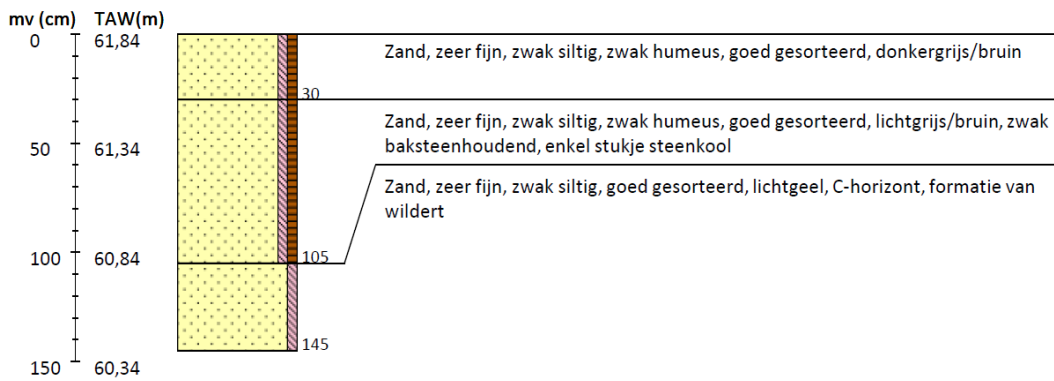 mv (cm) TAW(m)
0 61,84
Zand, zeer fijn, zwak siltig, zwak humeus, goed gesorteerd, donkergrijs/bruin
30
Zand, zeer fijn, zwak siltig, zwak humeus, goed gesorteerd, lichtgrijs/bruin, zwak
baksteenhoudend, enkel stukje steenkool
50 61,34
Zand, zeer fijn, zwak siltig, goed gesorteerd, lichtgeel, C-horizont, formatie van
wildert
100 60,84
105
145
150 60,34